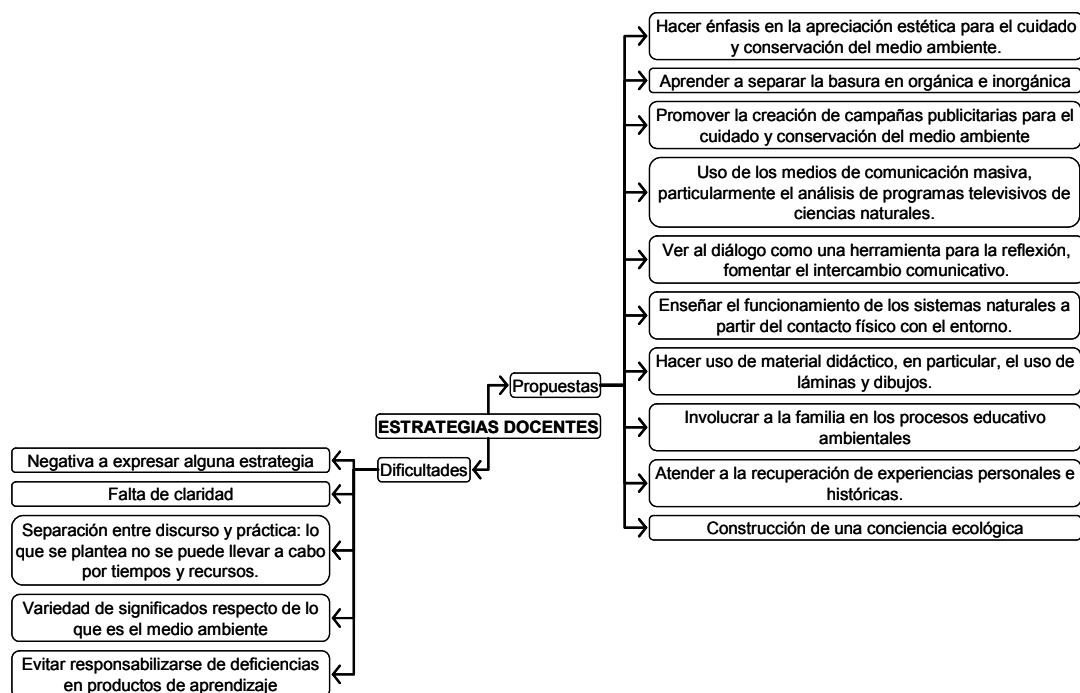 Hacer énfasis en la apreciación estética para el cuidado
y conservación del medio ambiente.
Aprender a separar la basura en orgánica e inorgánica
Promover la creación de campañas publicitarias para el
cuidado y conservación del medio ambiente
Uso de los medios de comunicación masiva,
particularmente el análisis de programas televisivos de
ciencias naturales.
Ver al diálogo como una herramienta para la reflexión,
fomentar el intercambio comunicativo.
Enseñar el funcionamiento de los sistemas naturales a
partir del contacto físico con el entorno.
Hacer uso de material didáctico, en particular, el uso de
láminas y dibujos.
Involucrar a la familia en los procesos educativo
ambientales
Atender a la recuperación de experiencias personales e
históricas.
Construcción de una conciencia ecológica
Propuestas
ESTRATEGIAS DOCENTES
Dificultades
Negativa a expresar alguna estrategia
Falta de claridad
Separación entre discurso y práctica: lo
que se plantea no se puede llevar a cabo
por tiempos y recursos.
Variedad de significados respecto de lo
que es el medio ambiente
Evitar responsabilizarse de deficiencias
en productos de aprendizaje